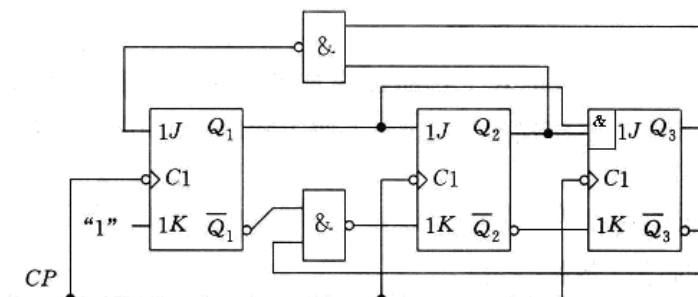 &
1J Q₁ 1J Q₂ & 1J Q₃
C1 C1 C1
“1” 1K Q̅₁ & 1K Q̅₂ 1K Q̅₃
CP